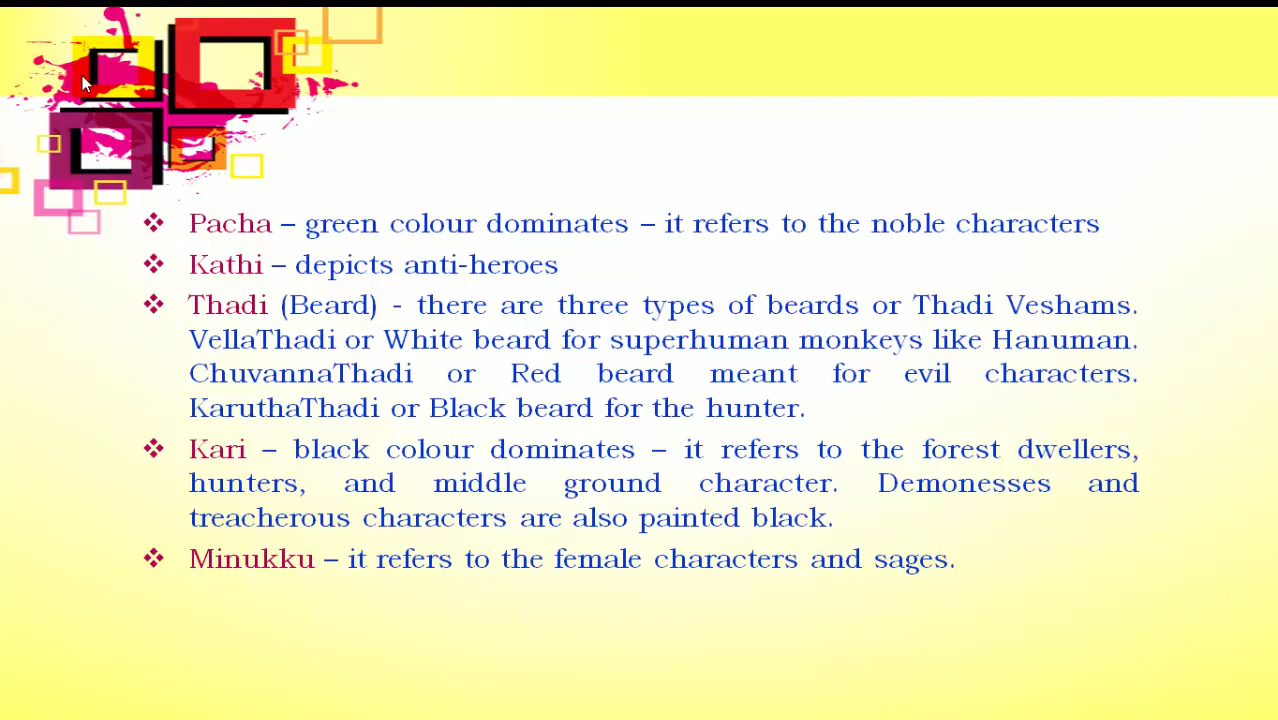 ❖ Pacha – green colour dominates – it refers to the noble characters
❖ Kathi – depicts anti-heroes
❖ Thadi (Beard) - there are three types of beards or Thadi Veshams.
VellaThadi or White beard for superhuman monkeys like Hanuman.
ChuvannaThadi or Red beard meant for evil characters.
KaruthaThadi or Black beard for the hunter.
❖ Kari – black colour dominates – it refers to the forest dwellers,
hunters, and middle ground character. Demonesses and
treacherous characters are also painted black.
❖ Minukku – it refers to the female characters and sages.